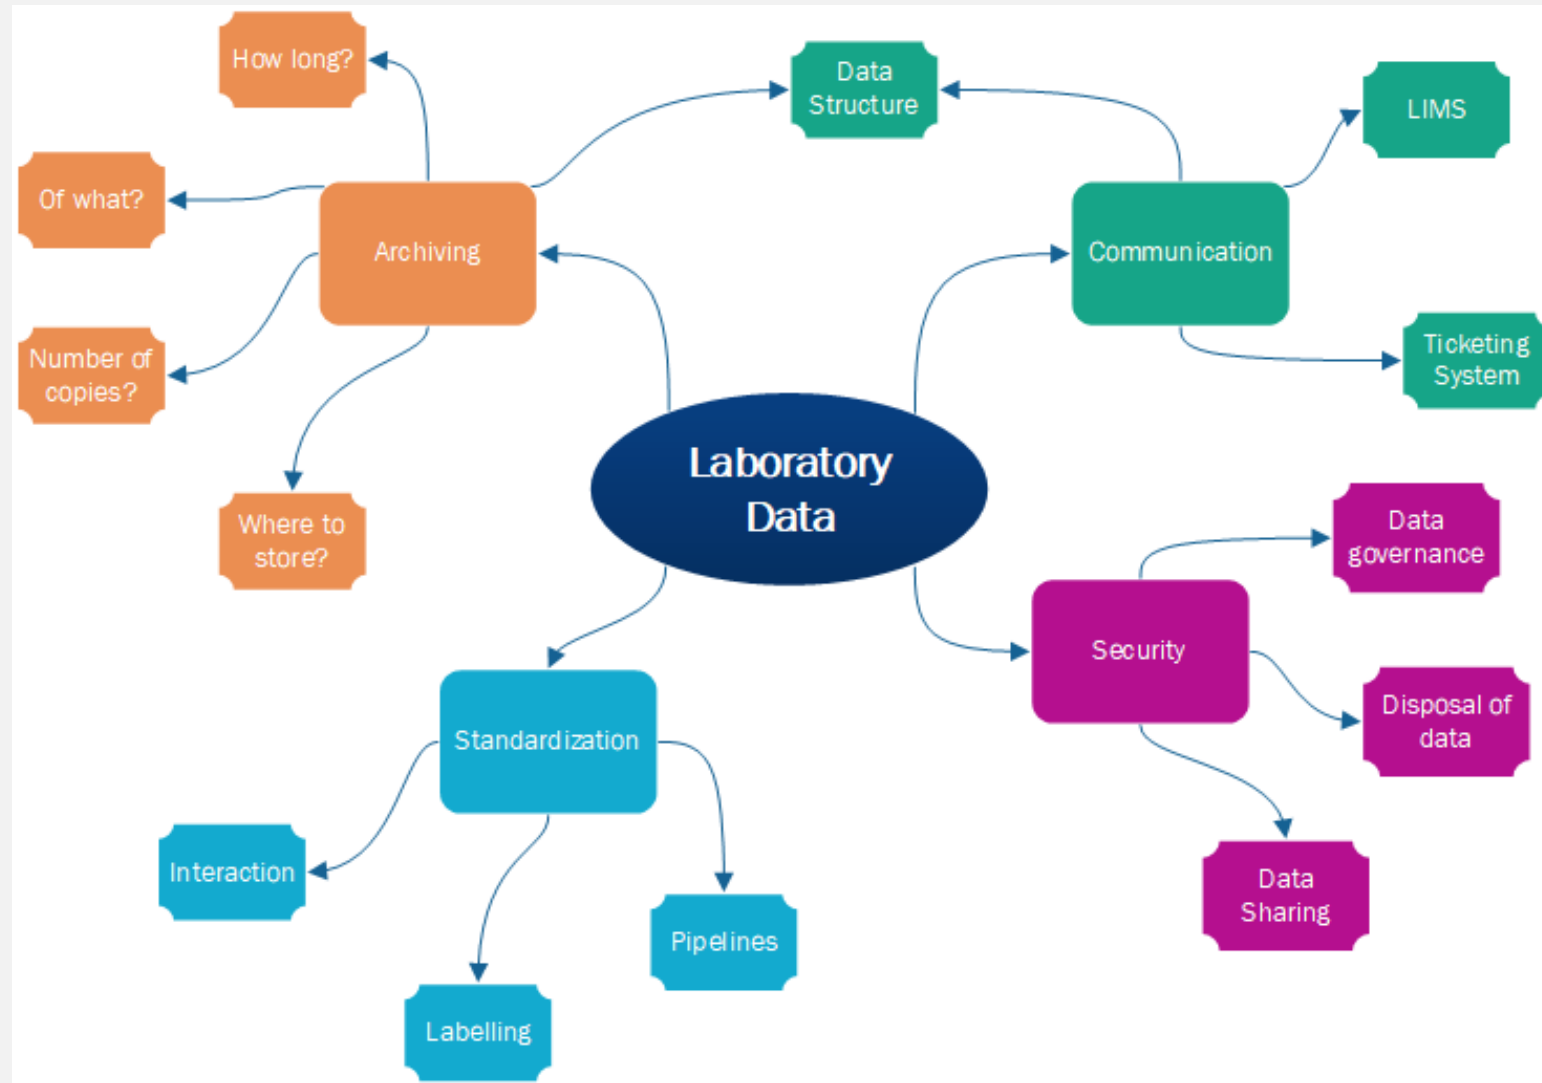 How long?
Data
Structure
LIMS
Of what?
Archiving
Communication
Number of
copies?
Ticketing
System
Laboratory
Data
Where to
store?
Data
governance
Security
Disposal of
data
Standardization
Interaction
Data
Sharing
Pipelines
Labelling